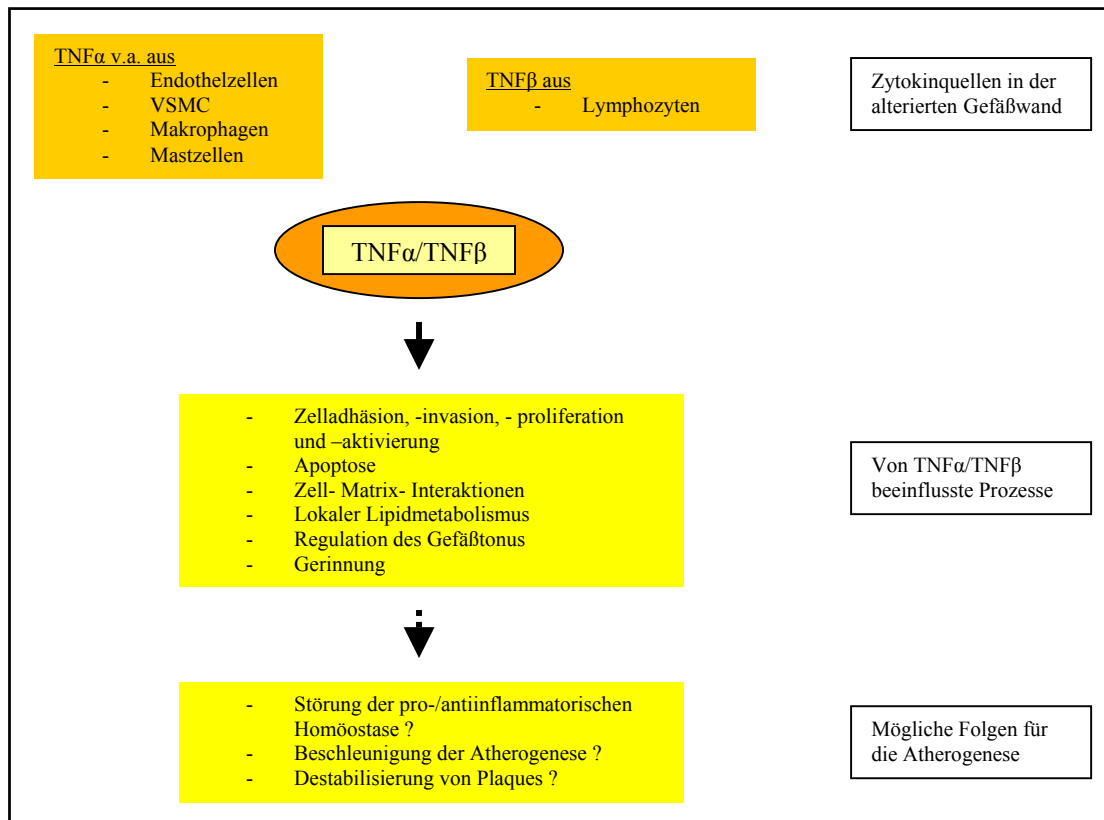 TNFα v.a. aus
- Endothelzellen
- VSMC
- Makrophagen
- Mastzellen
TNFβ aus
- Lymphozyten
Zytokinquellen in der
alterierten Gefäßwand
TNFα/TNFβ
- Zelladhäsion, -invasion, - proliferation
und –aktivierung
- Apoptose
- Zell- Matrix- Interaktionen
- Lokaler Lipidmetabolismus
- Regulation des Gefäßtonus
- Gerinnung
Von TNFα/TNFβ
beeinflusste Prozesse
- Störung der pro-/antiinflammatorischen
Homöostase ?
- Beschleunigung der Atherogenese ?
- Destabilisierung von Plaques ?
Mögliche Folgen für
die Atherogenese